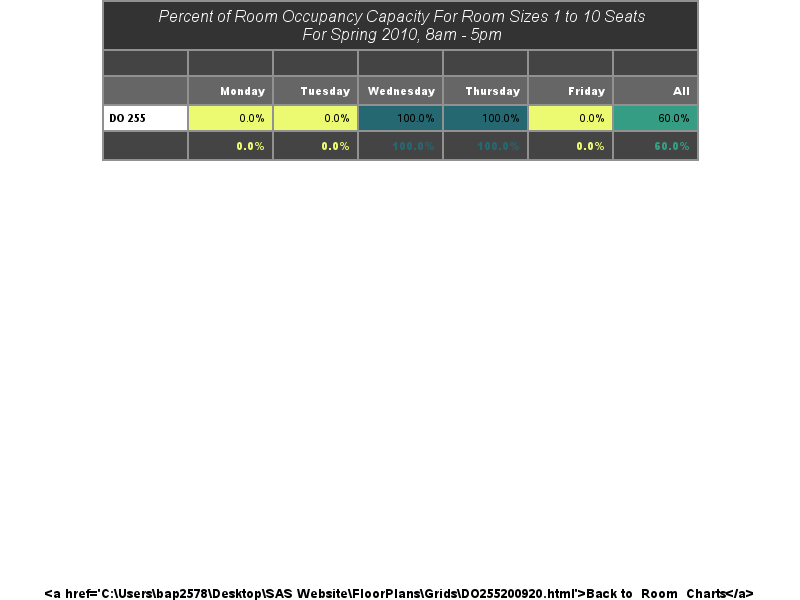 Percent of Room Occupancy Capacity For Room Sizes 1 to 10 Seats
For Spring 2010, 8am - 5pm
Monday Tuesday Wednesday Thursday Friday All
DO 255 0.0% 0.0% 100.0% 100.0% 0.0% 60.0%
0.0% 0.0% 100.0% 100.0% 0.0% 60.0%
<a href='C:\Users\bap2578\Desktop\SAS Website\FloorPlans\Grids\DO255200920.html'>Back to Room Charts</a>